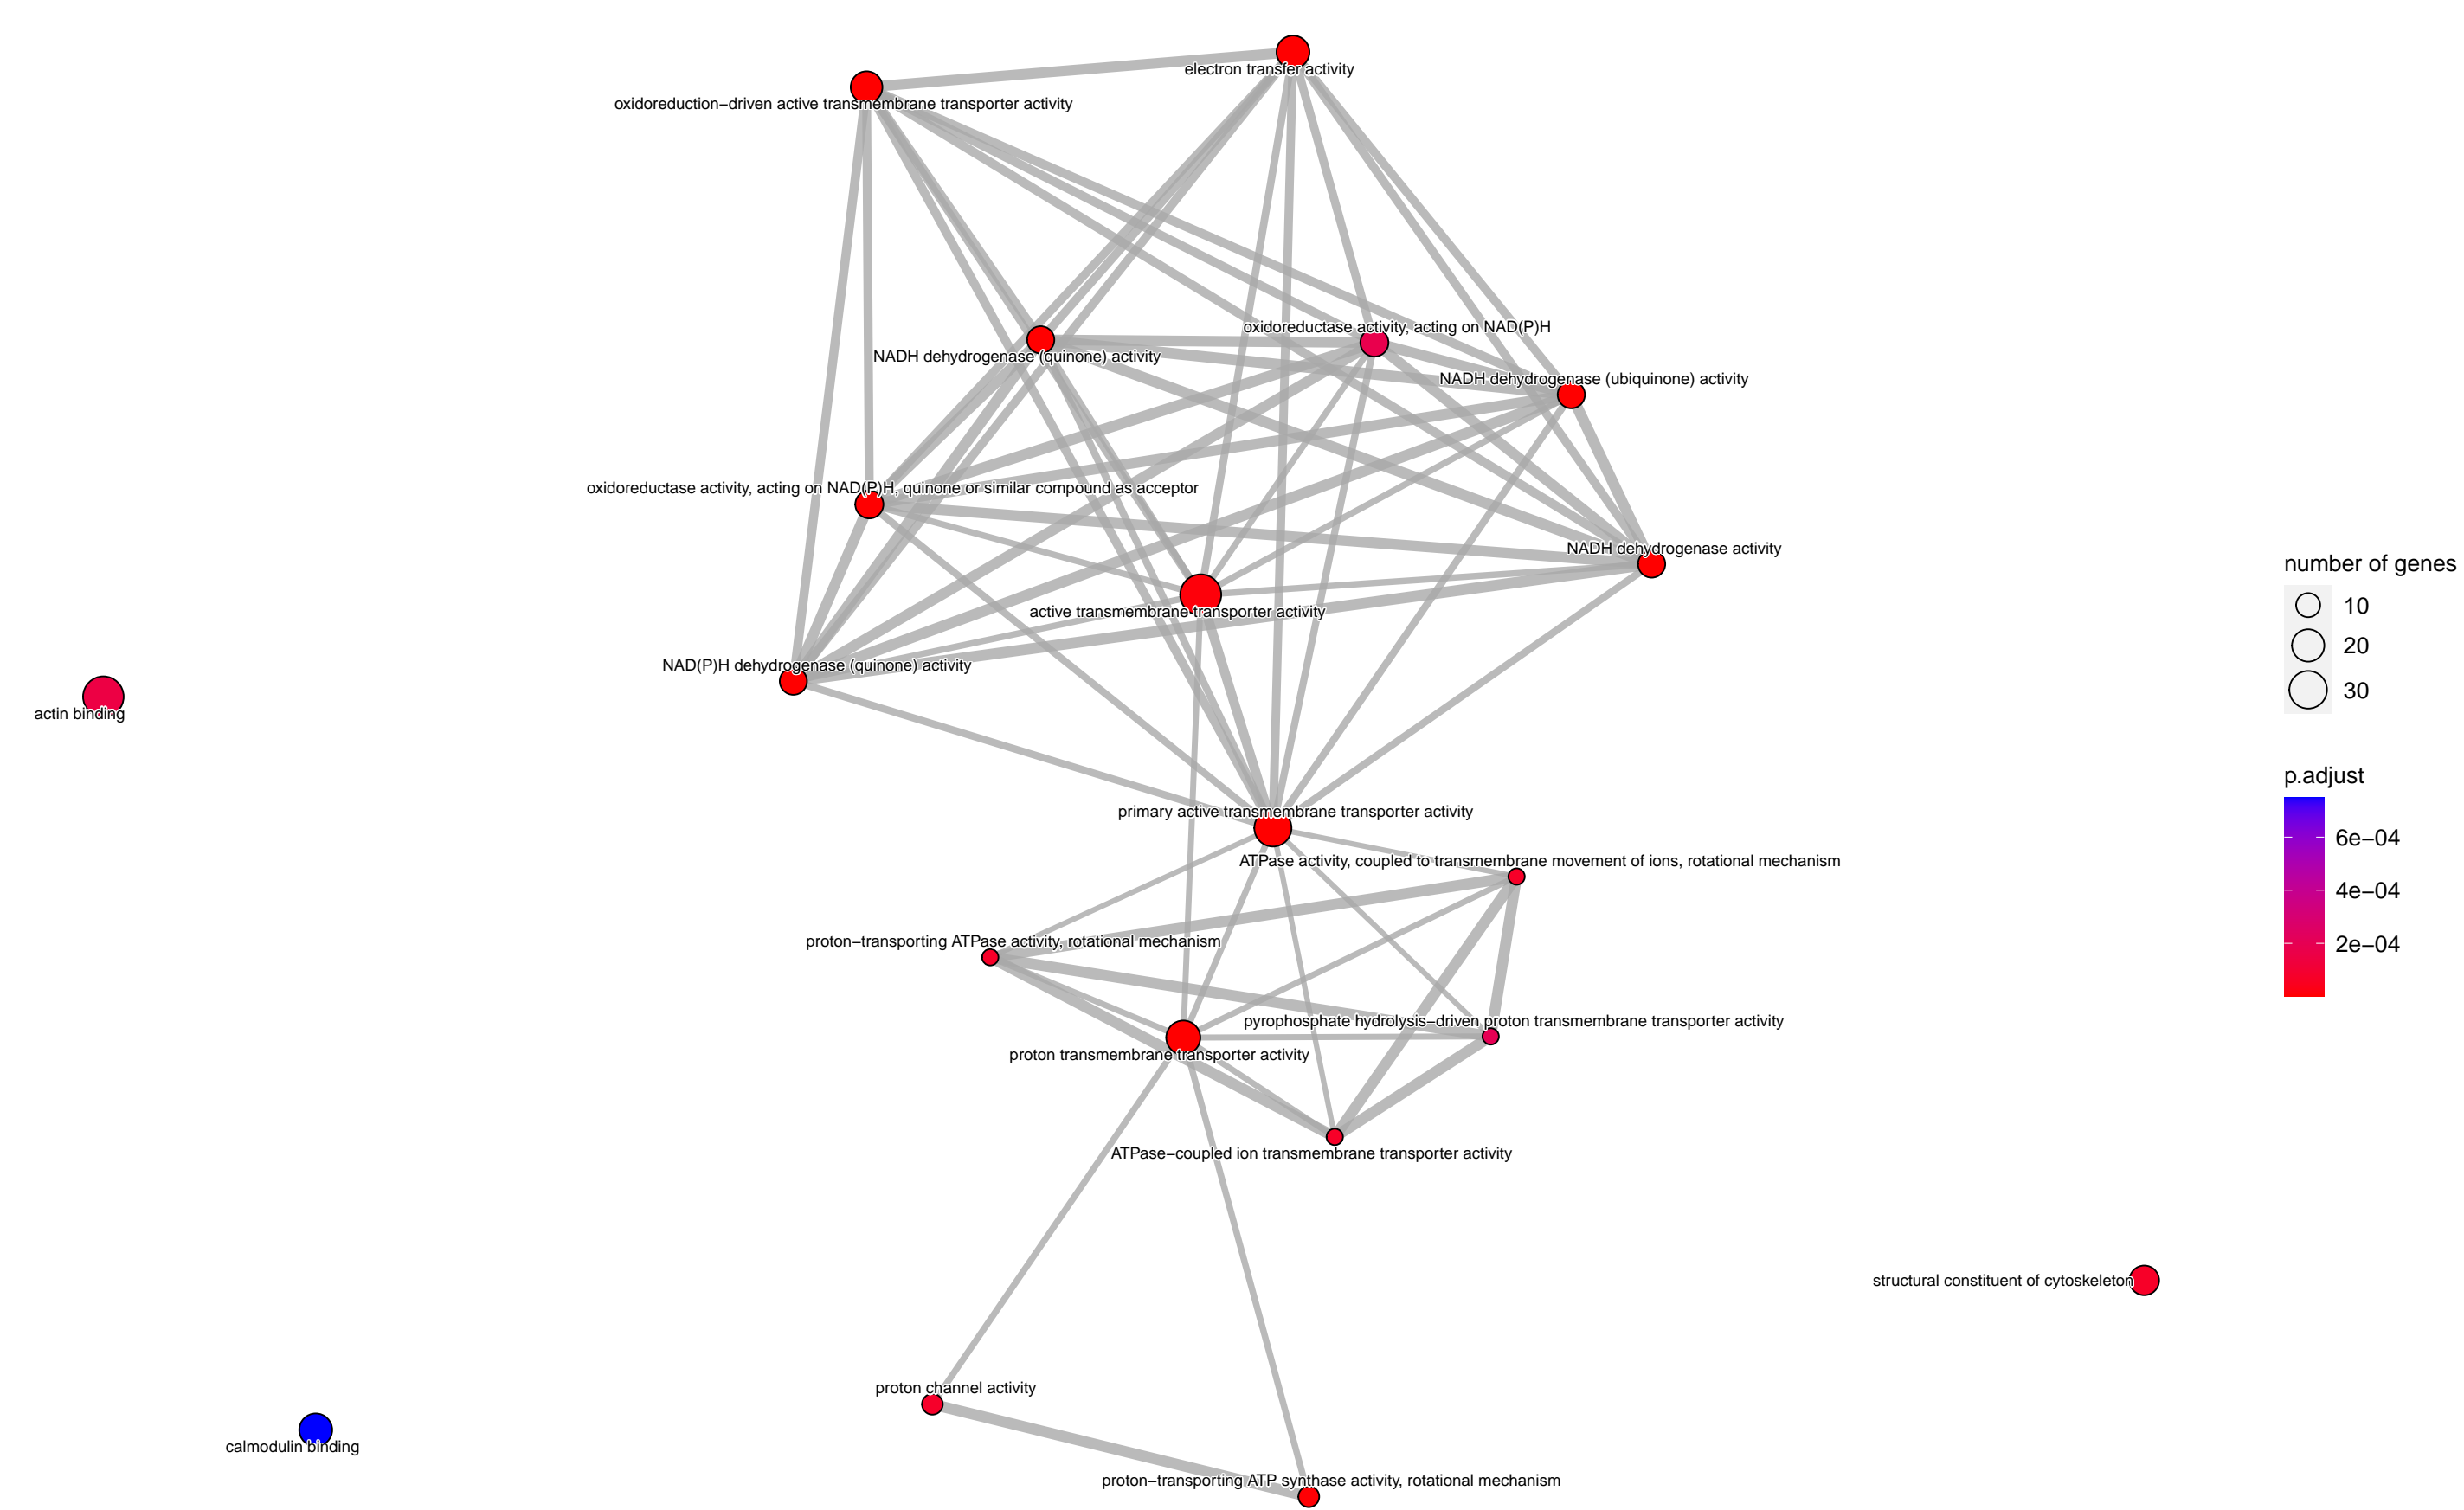 electron transfer activity
oxidoreduction−driven active transmembrane transporter activity
oxidoreductase activity, acting on NAD(P)H
NADH dehydrogenase (quinone) activity
NADH dehydrogenase (ubiquinone) activity
oxidoreductase activity, acting on NAD(P)H, quinone or similar compound as acceptor
NADH dehydrogenase activity
active transmembrane transporter activity
NAD(P)H dehydrogenase (quinone) activity
actin binding
primary active transmembrane transporter activity
ATPase activity, coupled to transmembrane movement of ions, rotational mechanism
proton−transporting ATPase activity, rotational mechanism
pyrophosphate hydrolysis−driven proton transmembrane transporter activity
proton transmembrane transporter activity
ATPase−coupled ion transmembrane transporter activity
structural constituent of cytoskeleton
proton channel activity
calmodulin binding
proton−transporting ATP synthase activity, rotational mechanism
number of genes
10
20
30
p.adjust
6e−04
4e−04
2e−04